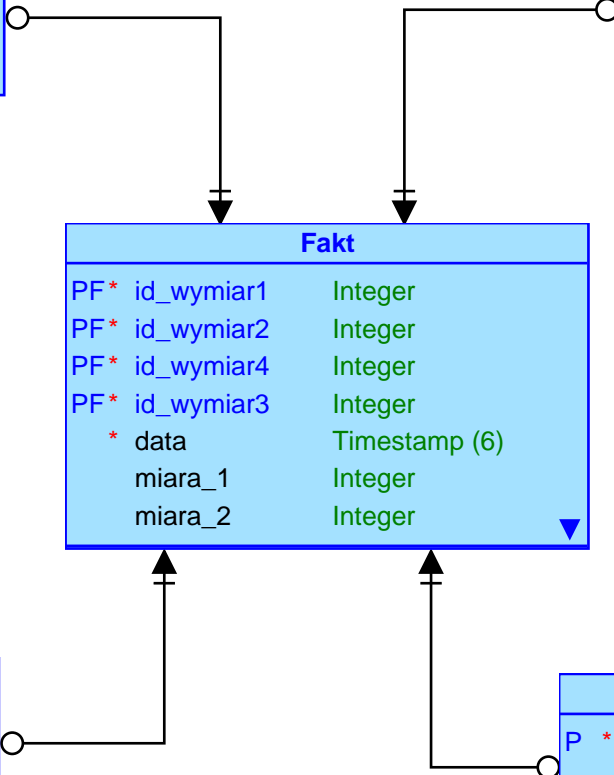 Fakt
PF * id_wymiar1 Integer
PF * id_wymiar2 Integer
PF * id_wymiar4 Integer
PF * id_wymiar3 Integer
* data Timestamp (6)
miara_1 Integer
miara_2 Integer
P *